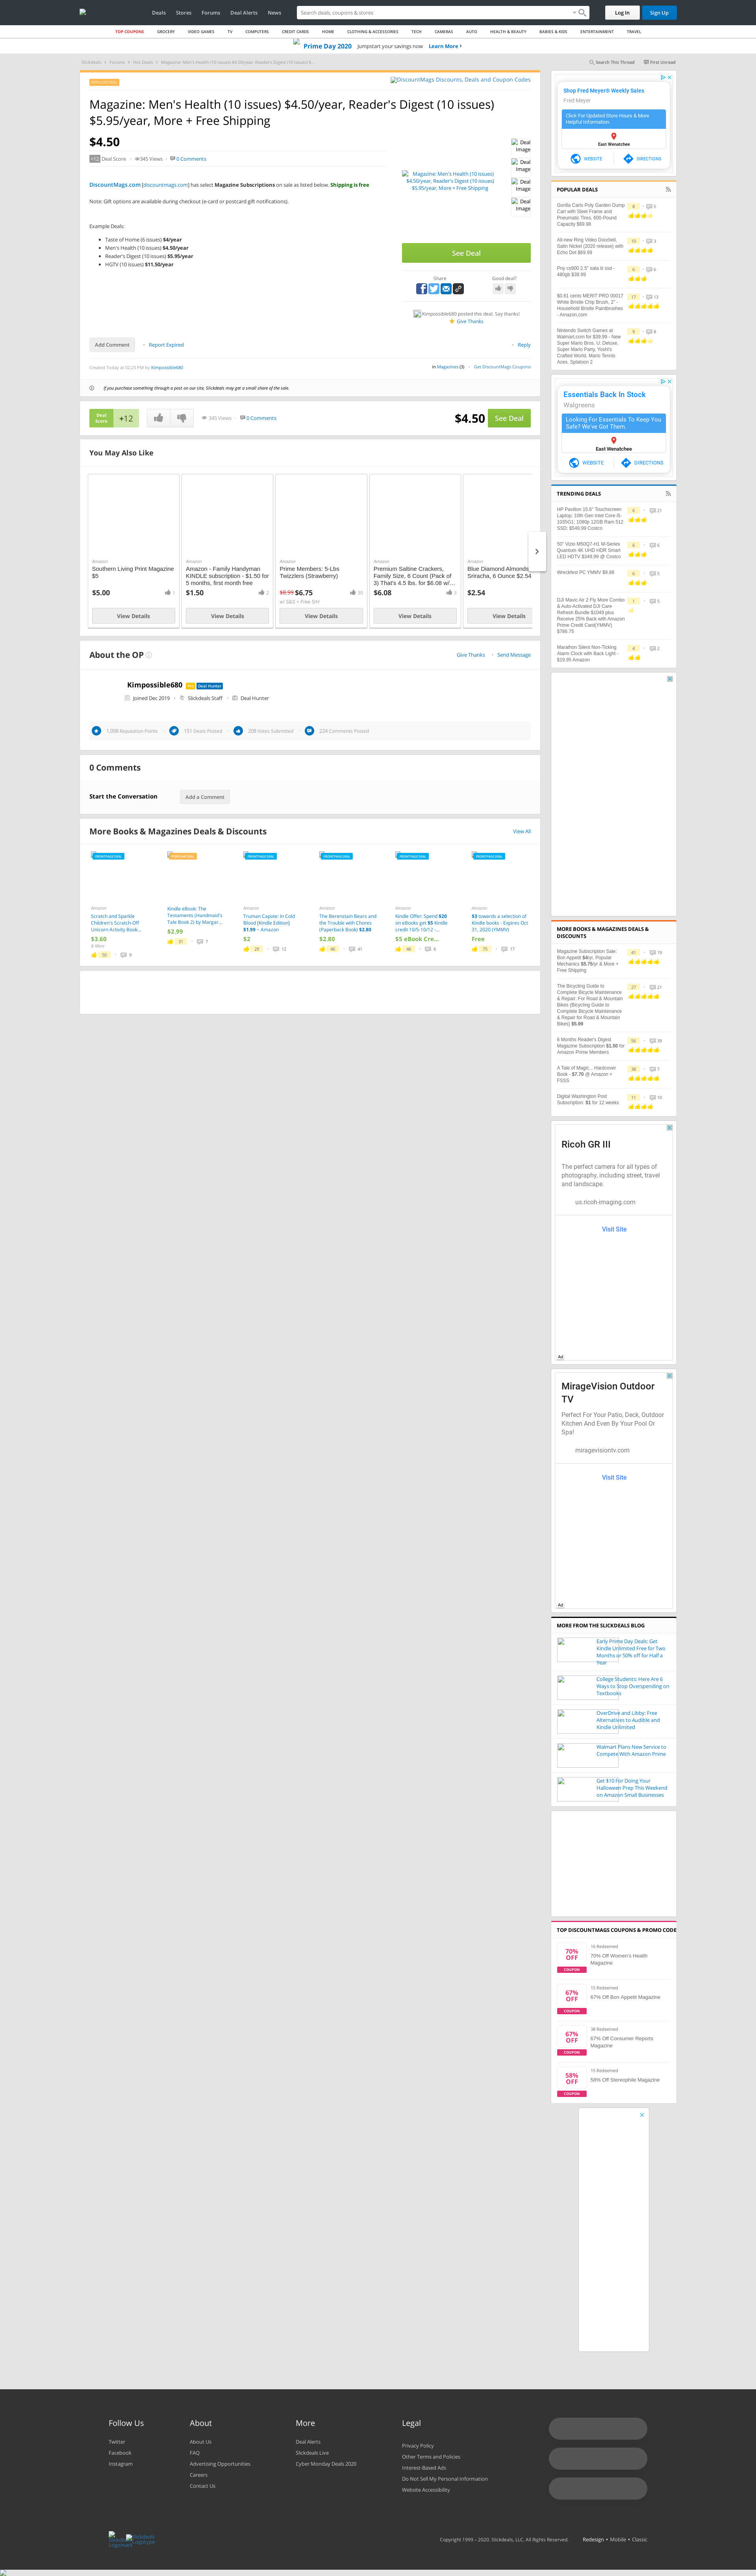 Deals
Stores
Forums
Deal Alerts
News
Search deals, coupons & stores
Log In
Sign Up
TOP COUPONS
GROCERY
VIDEO GAMES
TV
COMPUTERS
CREDIT CARDS
HOME
CLOTHING & ACCESSORIES
TECH
CAMERAS
AUTO
HEALTH & BEAUTY
BABIES & KIDS
ENTERTAINMENT
TRAVEL
Prime Day 2020 Jumpstart your savings now Learn More ›
Slickdeals › Forums › Hot Deals › Magazine: Men's Health (10 issues) $4.50/year, Reader's Digest (10 issues) $...
Search This Thread
First Unread
Magazine: Men's Health (10 issues) $4.50/year, Reader's Digest (10 issues)
$5.95/year, More + Free Shipping
DiscountMags Discounts, Deals and Coupon Codes
$4.50
+12 Deal Score
345 Views
0 Comments
DiscountMags.com [discountmags.com] has select Magazine Subscriptions on sale as listed below. Shipping is free
Note: Gift options are available during checkout (e-card or postcard gift certifications).
Example Deals:
Taste of Home (6 issues) $4/year
Men's Health (10 issues) $4.50/year
Reader's Digest (10 issues) $5.95/year
HGTV (10 issues) $11.50/year
Magazine: Men's Health (10 issues)
$4.50/year, Reader's Digest (10 issues)
$5.95/year, More + Free Shipping
Deal
Image
Deal
Image
Deal
Image
Deal
Image
See Deal
Share
Good deal?
Kimpossible680 posted this deal. Say thanks!
Give Thanks
Add Comment
Report Expired
Reply
Created Today at 02:23 PM by Kimpossible680
in Magazines (3)
Get DiscountMags Coupons
If you purchase something through a post on our site, Slickdeals may get a small share of the sale.
Deal
Score
+12
345 Views
0 Comments
$4.50
See Deal
You May Also Like
Amazon
Southern Living Print Magazine
$5
$5.00
1
View Details
Amazon
Amazon - Family Handyman
KINDLE subscription - $1.50 for
5 months, first month free
$1.50
2
View Details
Amazon
Prime Members: 5-Lbs
Twizzlers (Strawberry)
$8.99 $6.75
30
w/ S&S + Free S/H
View Details
Amazon
Premium Saltine Crackers,
Family Size, 6 Count (Pack of
3) That's 4.5 lbs. for $6.08 w/...
$6.08
3
View Details
Amazon
Blue Diamond Almonds
Sriracha, 6 Ounce $2.54
$2.54
View Details
About the OP
Give Thanks
Send Message
Kimpossible680
Pro
Deal Hunter
Joined Dec 2019
Slickdeals Staff
Deal Hunter
1,098 Reputation Points
151 Deals Posted
208 Votes Submitted
224 Comments Posted
0 Comments
Start the Conversation
Add a Comment
More Books & Magazines Deals & Discounts
View All
FRONTPAGE DEAL
Amazon
Scratch and Sparkle
Children's Scratch-Off
Unicorn Activity Book...
$3.60
& More
50
9
Kindle eBook: The
Testaments (Handmaid's
Tale Book 2) by Margar...
$2.99
31
7
FRONTPAGE DEAL
Amazon
Truman Capote: In Cold
Blood [Kindle Edition]
$1.99 ~ Amazon
$2
29
12
FRONTPAGE DEAL
Amazon
The Berenstain Bears and
the Trouble with Chores
(Paperback Book) $2.80
$2.80
46
41
FRONTPAGE DEAL
Amazon
Kindle Offer: Spend $20
on eBooks get $5 Kindle
credit 10/5-10/12 -...
$5 eBook Cre...
46
6
FRONTPAGE DEAL
Amazon
$3 towards a selection of
Kindle books - Expires Oct
31, 2020 (YMMV)
Free
75
17
Shop Fred Meyer® Weekly Sales
Fred Meyer
Click For Updated Store Hours & More
Helpful Information.
East Wenatchee
WEBSITE
DIRECTIONS
POPULAR DEALS
Gorilla Carts Poly Garden Dump
Cart with Steel Frame and
Pneumatic Tires, 600-Pound
Capacity $69.98
All-new Ring Video Doorbell,
Satin Nickel (2020 release) with
Echo Dot $69.99
Pny cs900 2.5" sata iii ssd -
480gb $39.99
$0.61 cents MERIT PRO 00017
White Bristle Chip Brush, 2" -
Household Bristle Paintbrushes
- Amazon.com
17
13
Nintendo Switch Games at
Walmart.com for $39.99 - New
Super Mario Bros. U: Deluxe,
Super Mario Party, Yoshi's
Crafted World, Mario Tennis
Aces, Splatoon 2
Essentials Back In Stock
Walgreens
Looking For Essentials To Keep You
Safe? We've Got Them.
East Wenatchee
WEBSITE
DIRECTIONS
TRENDING DEALS
HP Pavilion 15.6" Touchscreen
Laptop; 10th Gen Intel Core i5-
1035G1, 1080p 12GB Ram 512
SSD; $549.99 Costco
21
50" Vizio M50Q7-H1 M-Series
Quantum 4K UHD HDR Smart
LED HDTV $349.99 @ Costco
Wreckfest PC YMMV $9.88
DJI Mavic Air 2 Fly More Combo
& Auto-Activated DJI Care
Refresh Bundle $1049 plus
Receive 25% Back with Amazon
Prime Credit Card(YMMV)
$786.75
1
5
Marathon Silent Non-Ticking
Alarm Clock with Back Light -
$19.95 Amazon
4
2
MORE BOOKS & MAGAZINES DEALS &
DISCOUNTS
Magazine Subscription Sale:
Bon Appetit $4/yr, Popular
Mechanics $5.75/yr & More +
Free Shipping
41
19
The Bicycling Guide to
Complete Bicycle Maintenance
& Repair: For Road & Mountain
Bikes (Bicycling Guide to
Complete Bicycle Maintenance
& Repair for Road & Mountain
Bikes) $0.99
27
21
6 Months Reader's Digest
Magazine Subscription $1.50 for
Amazon Prime Members
39
A Tale of Magic... Hardcover
Book - $7.70 @ Amazon +
FSSS
38
7
Digital Washington Post
Subscription: $1 for 12 weeks
11
10
Ricoh GR III
The perfect camera for all types of
photography, including street, travel
and landscape.
us.ricoh-imaging.com
Visit Site
Ad
MirageVision Outdoor
TV
Perfect For Your Patio, Deck, Outdoor
Kitchen And Even By Your Pool Or
Spa!
miragevisiontv.com
Visit Site
Ad
MORE FROM THE SLICKDEALS BLOG
Early Prime Day Deals: Get
Kindle Unlimited Free for Two
Months or 50% off for Half a
Year
College Students: Here Are 6
Ways to Stop Overspending on
Textbooks
OverDrive and Libby: Free
Alternatives to Audible and
Kindle Unlimited
Walmart Plans New Service to
Compete With Amazon Prime
Get $10 For Doing Your
Halloween Prep This Weekend
on Amazon Small Businesses
TOP DISCOUNTMAGS COUPONS & PROMO CODES
70%
OFF
COUPON
16 Redeemed
70% Off Women's Health
Magazine
67%
OFF
COUPON
15 Redeemed
67% Off Bon Appetit Magazine
67%
OFF
COUPON
38 Redeemed
67% Off Consumer Reports
Magazine
58%
OFF
COUPON
15 Redeemed
58% Off Stereophile Magazine
Follow Us
Twitter
Facebook
Instagram
About
About Us
FAQ
Advertising Opportunities
Careers
Contact Us
More
Deal Alerts
Slickdeals Live
Cyber Monday Deals 2020
Legal
Privacy Policy
Other Terms and Policies
Interest-Based Ads
Do Not Sell My Personal Information
Website Accessibility
Copyright 1999 - 2020. Slickdeals, LLC. All Rights Reserved.
Redesign • Mobile • Classic